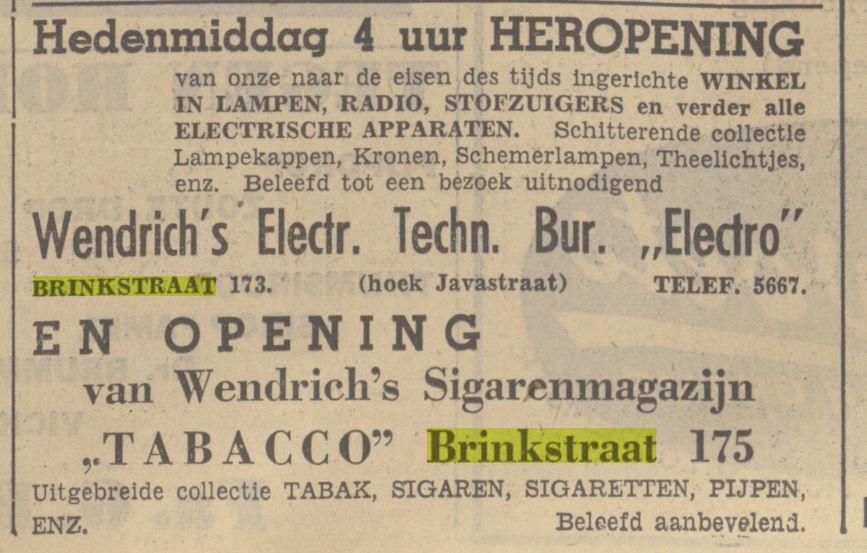 Hedenmiddag 4 uur HEROPENING
van onze naar de eisen des tijds ingerichte WINKEL
IN LAMPEN, RADIO, STOFZUIGERS en verder alle
ELECTRISCHE APPARATEN. Schitterende collectie
Lampekappen, Kronen, Schemerlampen, Theelichtjes,
enz. Beleefd tot een bezoek uitnodigend
Wendrich's Electr. Techn. Bur. „Electro"
BRINKSTRAAT 173. (hoek Javastraat) TELEF. 5667.
EN OPENING
van Wendrich's Sigarenmagazijn
„TABACCO" Brinkstraat 175
Uitgebreide collectie TABAK, SIGAREN, SIGARETTEN, PIJPEN,
ENZ. Beleefd aanbevelend.